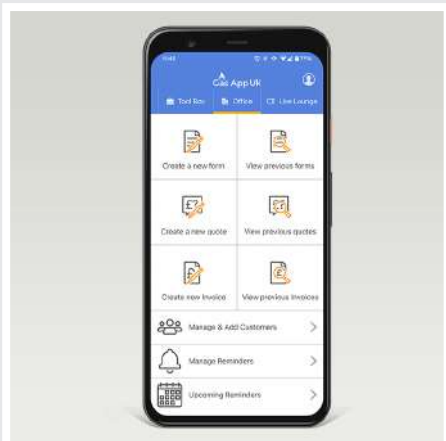 Gas App UK
Tool Box Office Live Lounge
Create a new form View previous forms
Create a new quote View previous quotes
Create new Invoice View previous Invoices
Manage & Add Customers
Manage Reminders
Upcoming Reminders